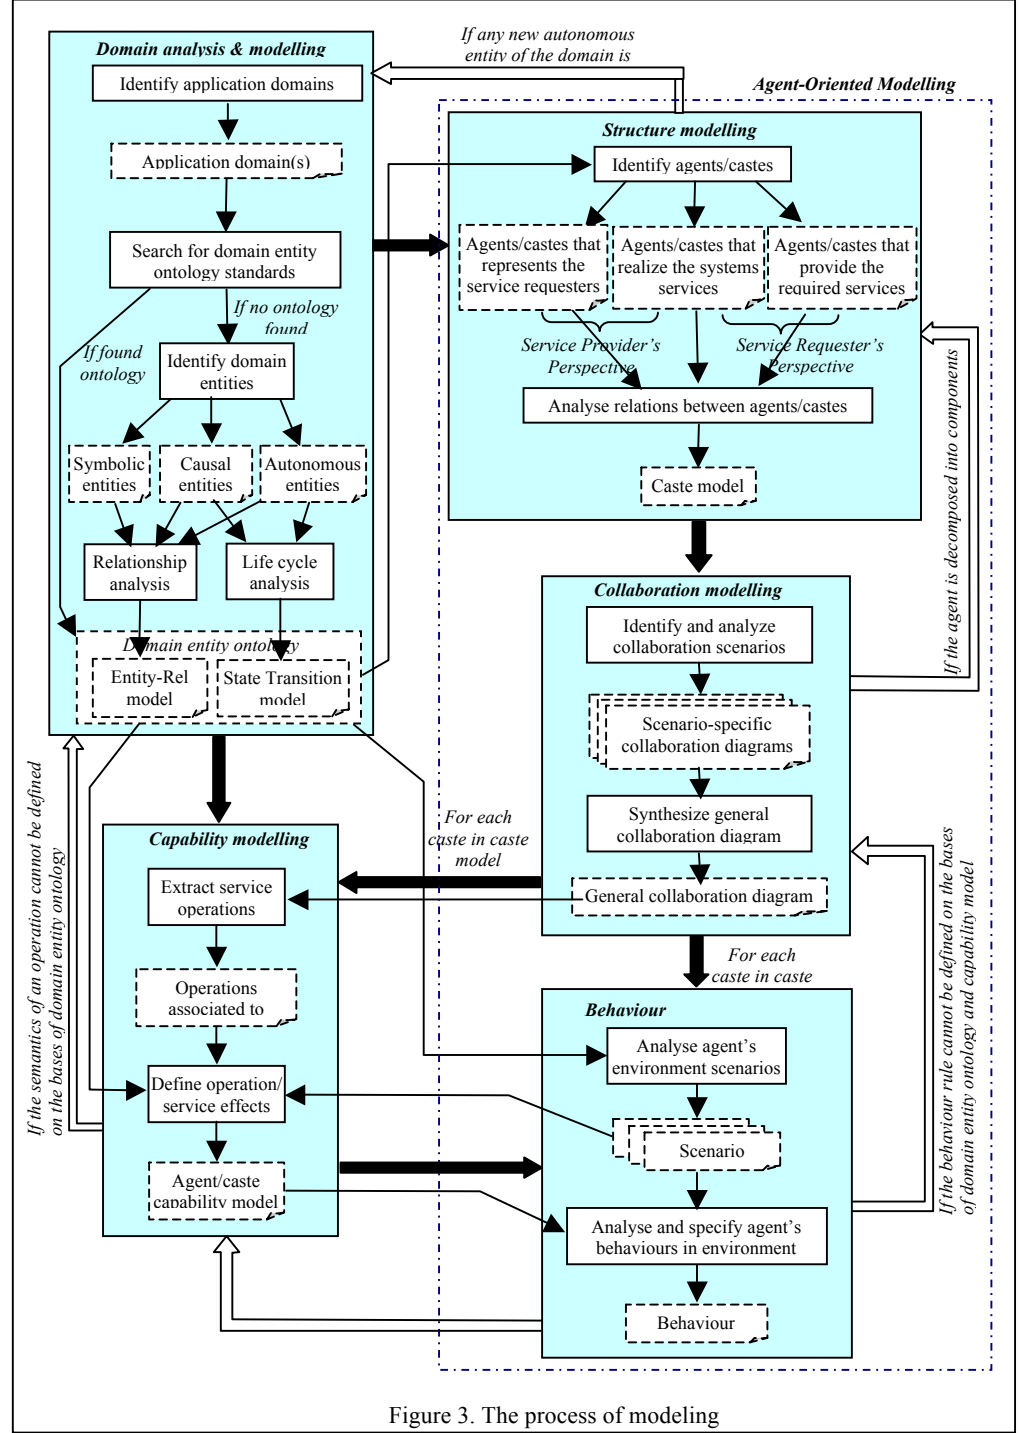 If any new autonomous
entity of the domain is
Agent-Oriented Modelling
Domain analysis & modelling
Identify application domains
Application domain(s)
Search for domain entity
ontology standards
If no ontology
found
If found
ontology
Identify domain
entities
Symbolic
entities
Causal
entities
Autonomous
entities
Relationship
analysis
Life cycle
analysis
Domain entity ontology
Entity-Rel
model
State Transition
model
Structure modelling
Identify agents/castes
Agents/castes that
represents the
service requesters
Agents/castes that
realize the systems
services
Agents/castes that
provide the
required services
Service Provider's
Perspective
Service Requester's
Perspective
Analyse relations between agents/castes
Caste model
If the agent is decomposed into components
Collaboration modelling
Identify and analyze
collaboration scenarios
Scenario-specific
collaboration diagrams
Synthesize general
collaboration diagram
General collaboration diagram
For each
caste in caste
model
For each
caste in caste
If the semantics of an operation cannot be defined
on the bases of domain entity ontology
Capability modelling
Extract service
operations
Operations
associated to
Define operation/
service effects
Agent/caste
capability model
Behaviour
Analyse agent's
environment scenarios
Scenario
Analyse and specify agent's
behaviours in environment
Behaviour
If the behaviour rule cannot be defined on the bases
of domain entity ontology and capability model
Figure 3. The process of modeling